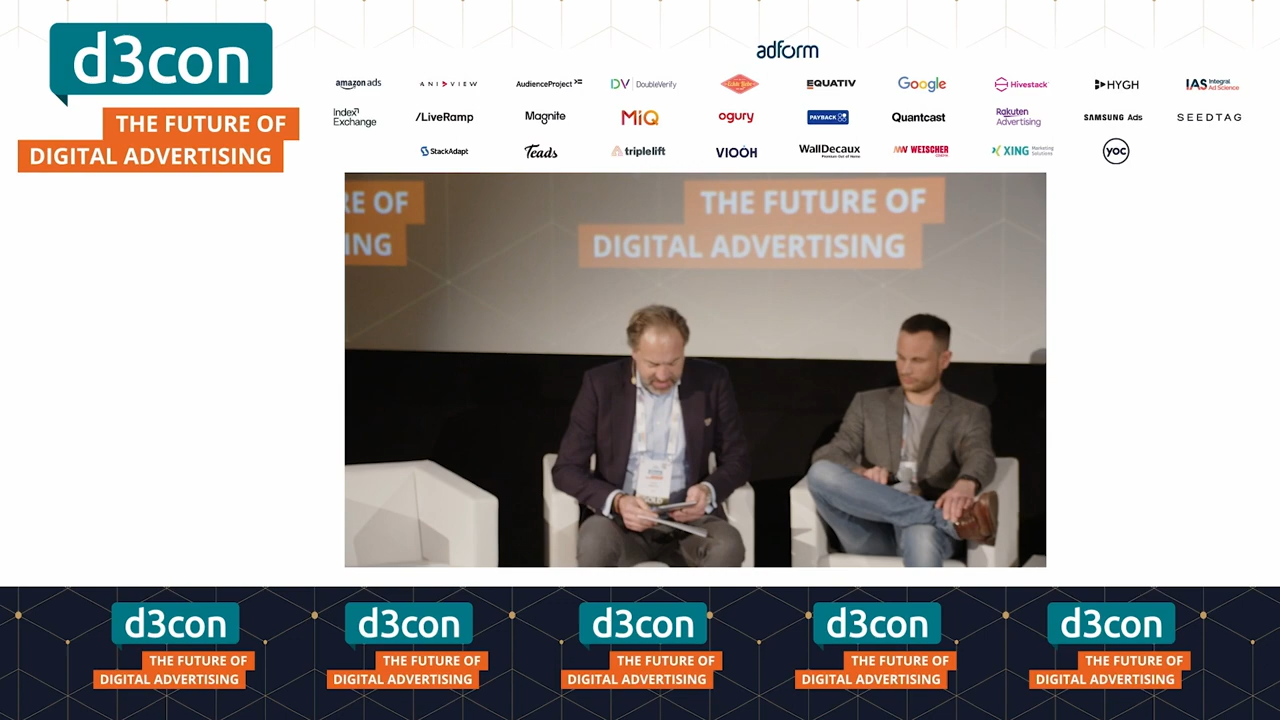 d3con
THE FUTURE OF
DIGITAL ADVERTISING
adform
amazon ads ANIVIEW AudienceProject DV DoubleVerify EQUATIV Google Hivestack HYGH IAS Integral Ad Science
Index Exchange /LiveRamp Magnite MiQ ogury PAYBACK Quantcast Rakuten Advertising SAMSUNG Ads SEEDTAG
StackAdapt Teads triplelift VIOOH WallDecaux Premium Out of Home WEISCHER XING Marketing Solutions yoc
RE OF THE FUTURE OF
ING DIGITAL ADVERTISING
d3con d3con d3con d3con d3con
THE FUTURE OF THE FUTURE OF THE FUTURE OF THE FUTURE OF THE FUTURE OF
DIGITAL ADVERTISING DIGITAL ADVERTISING DIGITAL ADVERTISING DIGITAL ADVERTISING DIGITAL ADVERTISING